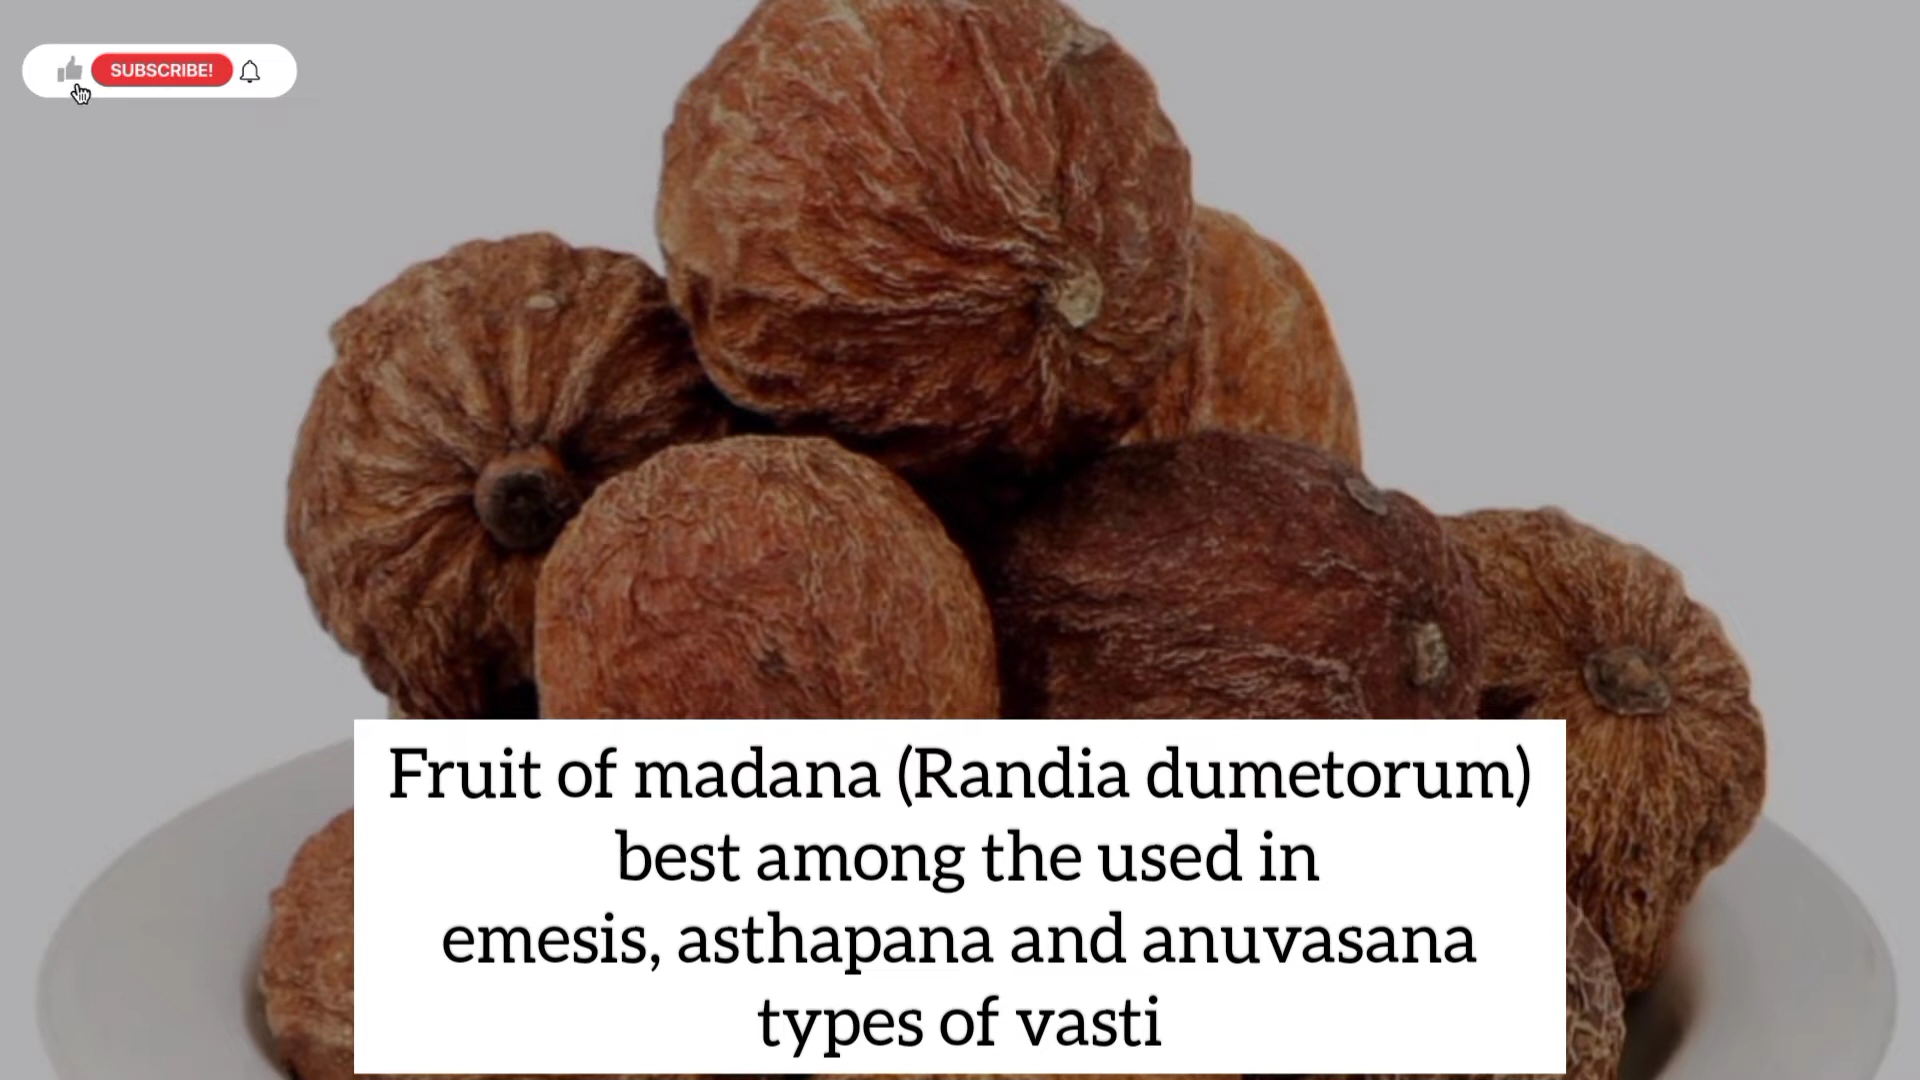 SUBSCRIBE!
Fruit of madana (Randia dumetorum)
best among the used in
emesis, asthapana and anuvasana
types of vasti